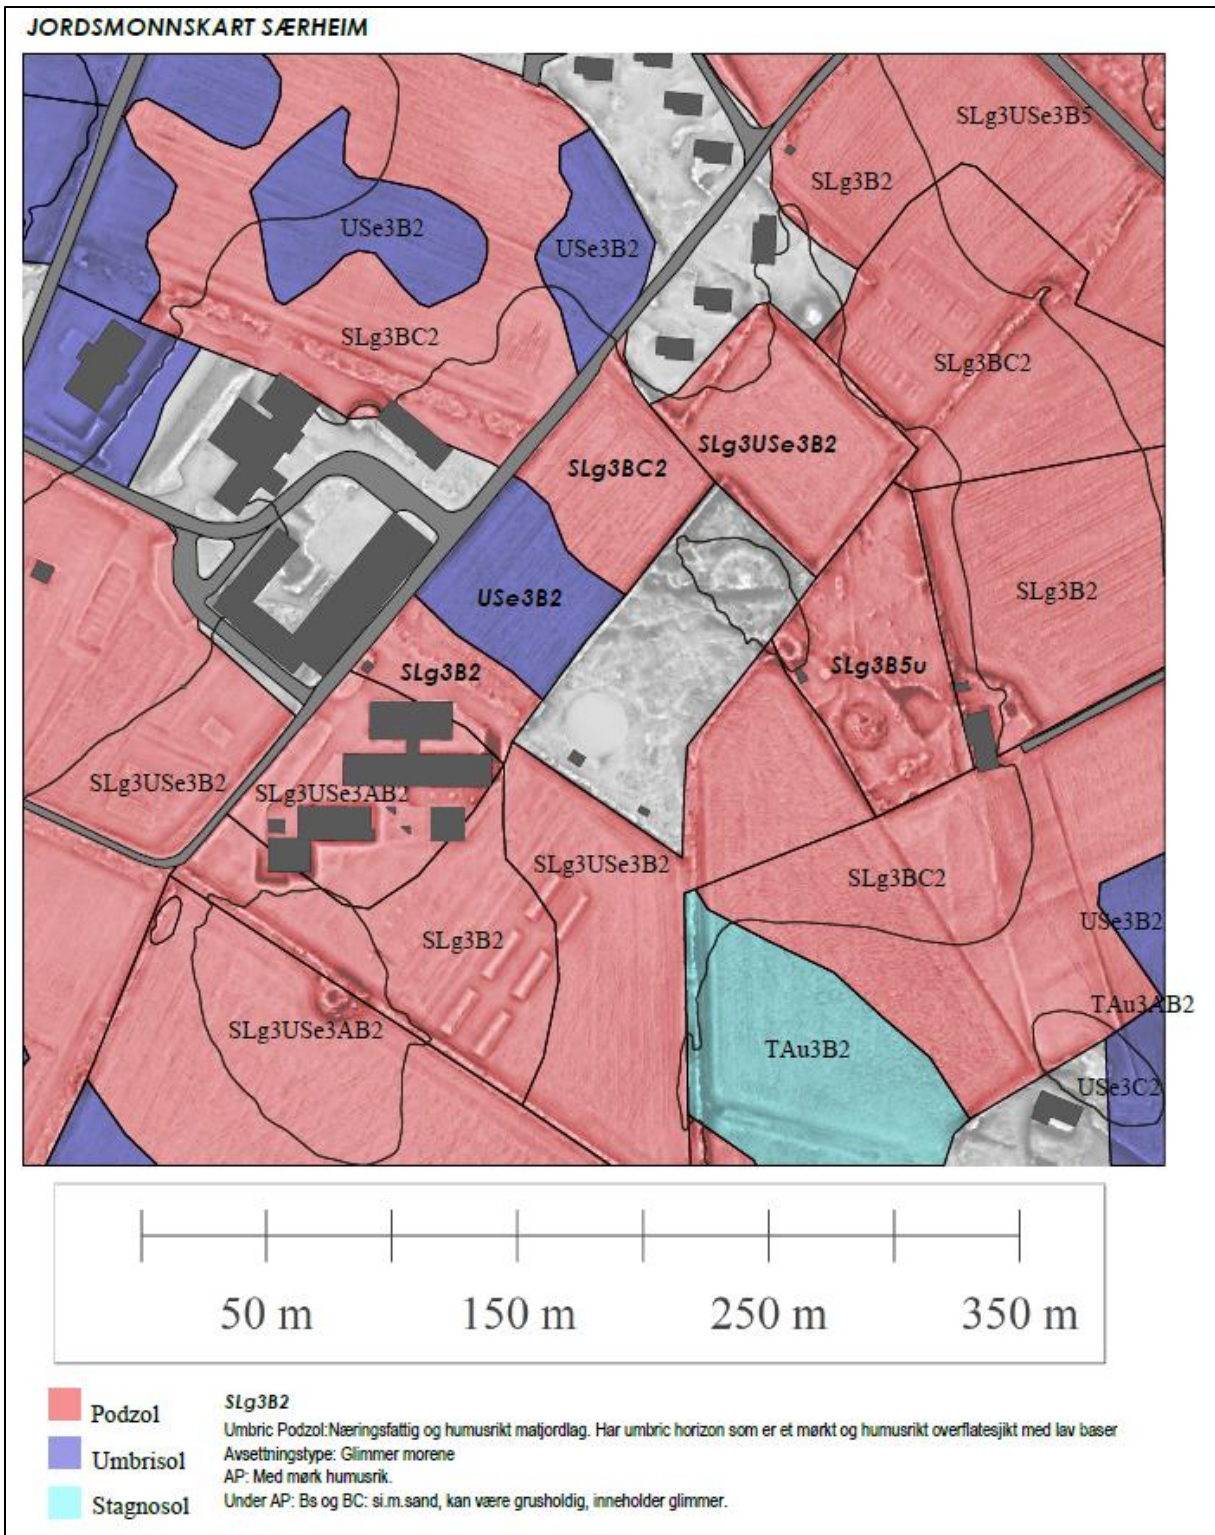 JORDSMONNSKART SÆRHEIM
SLg3USe3B5
SLg3B2
USe3B2
USe3B2
SLg3BC2
SLg3BC2
SLg3USe3B2
SLg3BC2
USe3B2
SLg3B2
SLg3B2
SLg3B5u
SLg3USe3B2
SLg3USe3AB2
SLg3USe3B2
SLg3BC2
USe3B2
SLg3B2
TAu3AB2
SLg3USe3AB2
TAu3B2
USe3C2
50 m 150 m 250 m 350 m
SLg3B2
Podzol
Umbric Podzol:Næringsfattig og humusrikt matjordlag. Har umbric horizon som er et mørkt og humusrikt overflatesjikt med lav baser
Umbrisol
Avsettningstype: Glimmer morene
AP: Med mørk humusrik.
Stagnosol
Under AP: Bs og BC: si.m.sand, kan være grusholdig, inneholder glimmer.